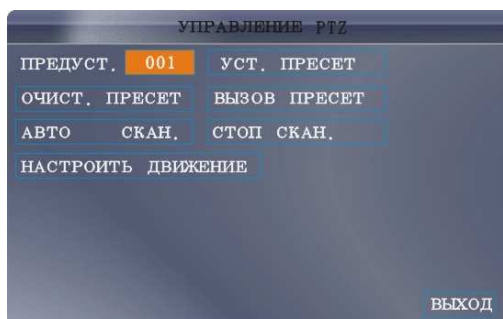 УПРАВЛЕНИЕ PTZ
ПРЕДУСТ. 001 УСТ. ПРЕСЕТ
ОЧИСТ. ПРЕСЕТ ВЫЗОВ ПРЕСЕТ
АВТО СКАН. СТОП СКАН.
НАСТРОИТЬ ДВИЖЕНИЕ
ВЫХОД